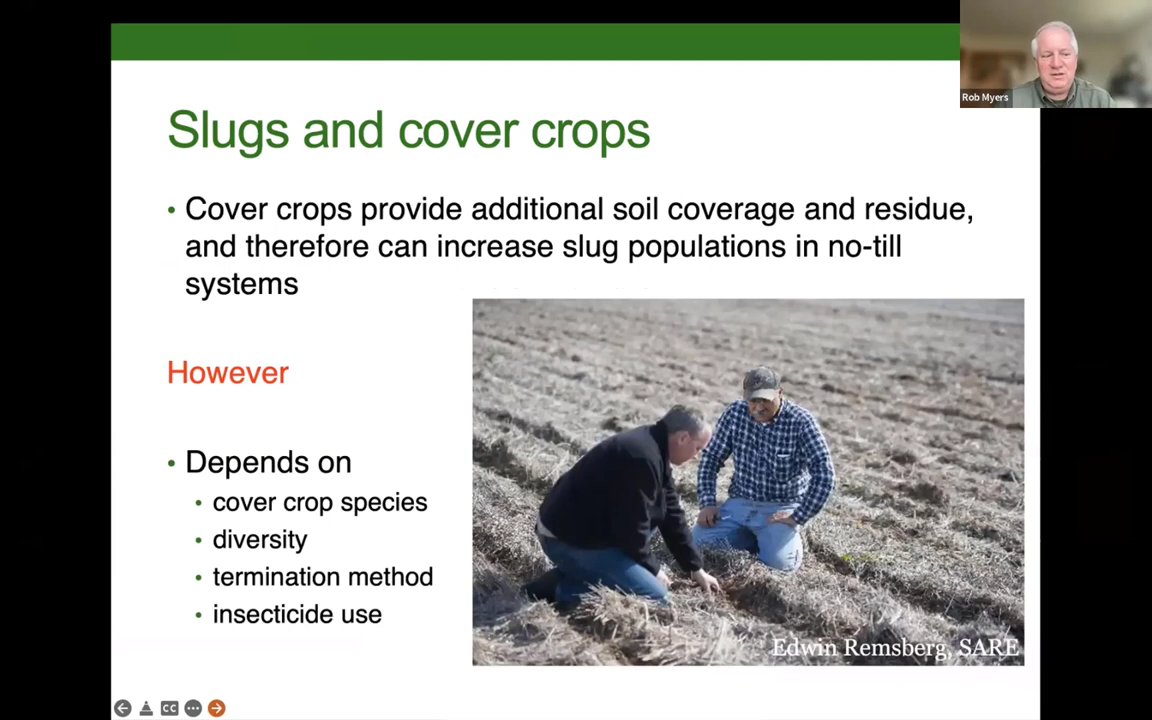 Rob Myers
Slugs and cover crops
• Cover crops provide additional soil coverage and residue,
and therefore can increase slug populations in no-till
systems
However
• Depends on
• cover crop species
• diversity
• termination method
• insecticide use
Edwin Remsberg, SARE
CC